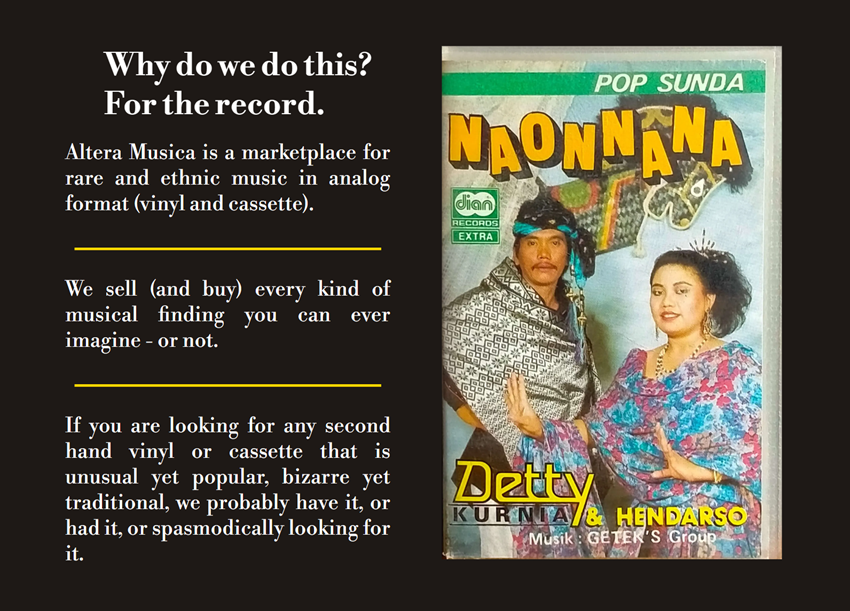 Why do we do this?
For the record.
Altera Musica is a marketplace for
rare and ethnic music in analog
format (vinyl and cassette).
We sell (and buy) every kind of
musical finding you can ever
imagine - or not.
If you are looking for any second
hand vinyl or cassette that is
unusual yet popular, bizarre yet
traditional, we probably have it, or
had it, or spasmodically looking for
it.
POP SUNDA
NAONNANA
dian
RECORDS
EXTRA
Detty
KURNIA & HENDARSO
Musik : GETEK'S Group